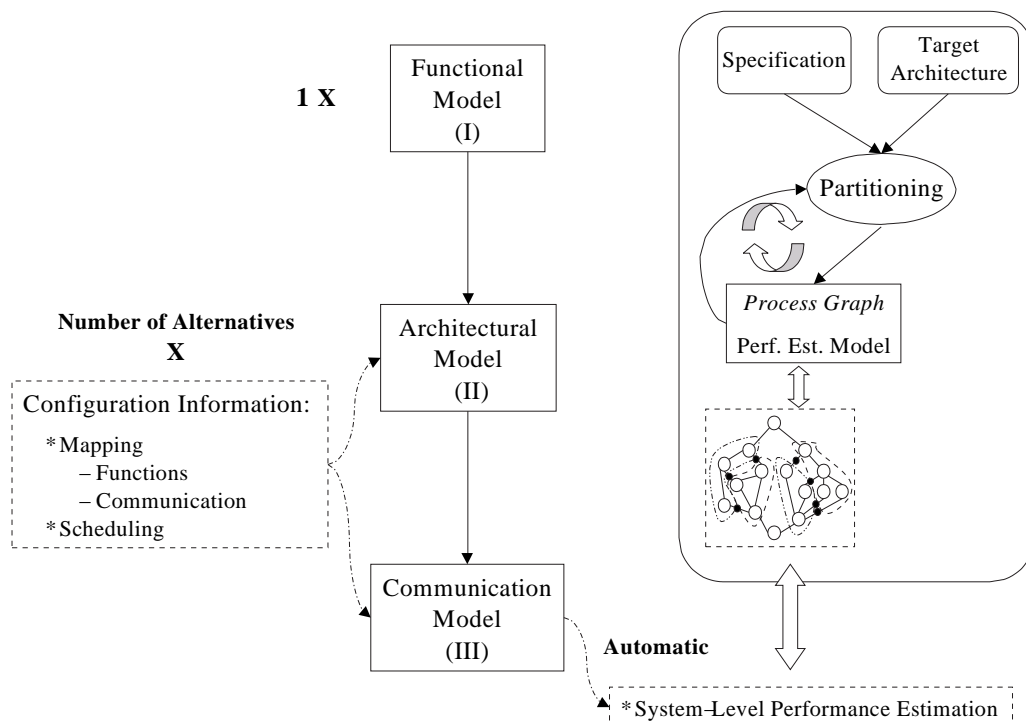 1 X
Functional
Model
(I)
Number of Alternatives
X
Configuration Information:
* Mapping
– Functions
– Communication
* Scheduling
Architectural
Model
(II)
Communication
Model
(III)
Automatic
* System–Level Performance Estimation
Specification
Target
Architecture
Partitioning
Process Graph
Perf. Est. Model